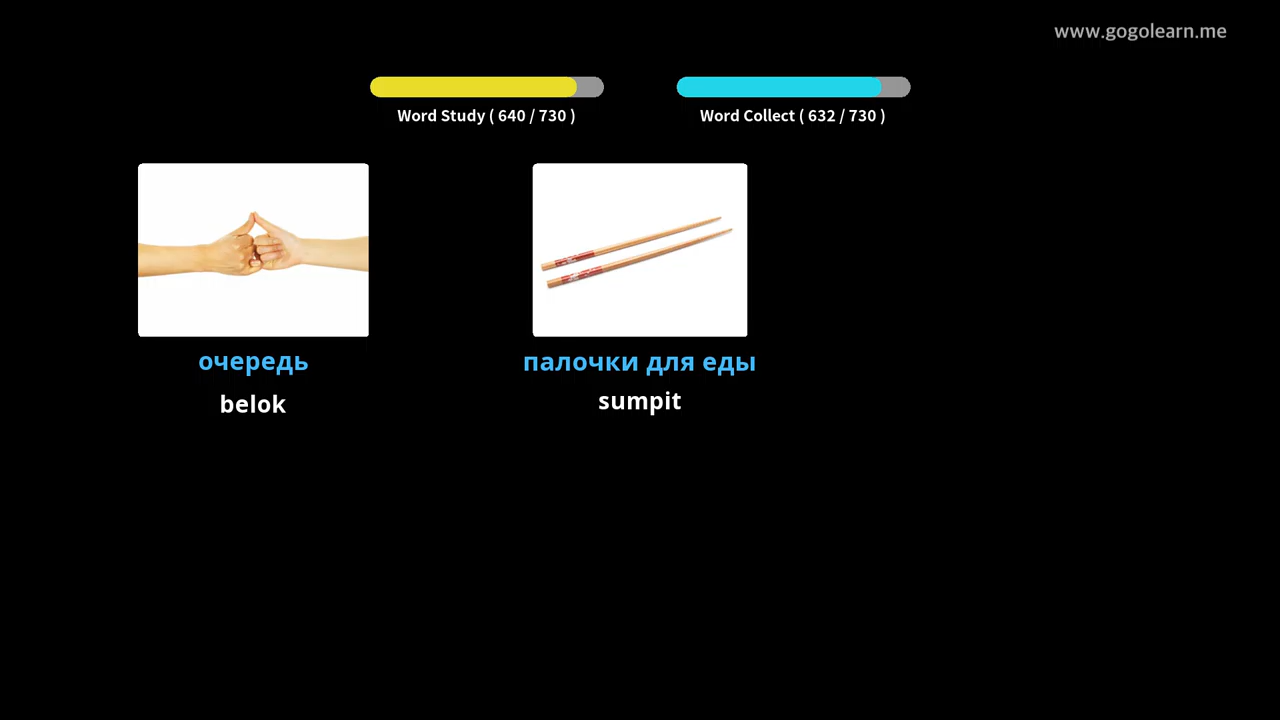 www.gogolearn.me
Word Study ( 640 / 730 )
Word Collect ( 632 / 730 )
очередь
палочки для еды
belok
sumpit